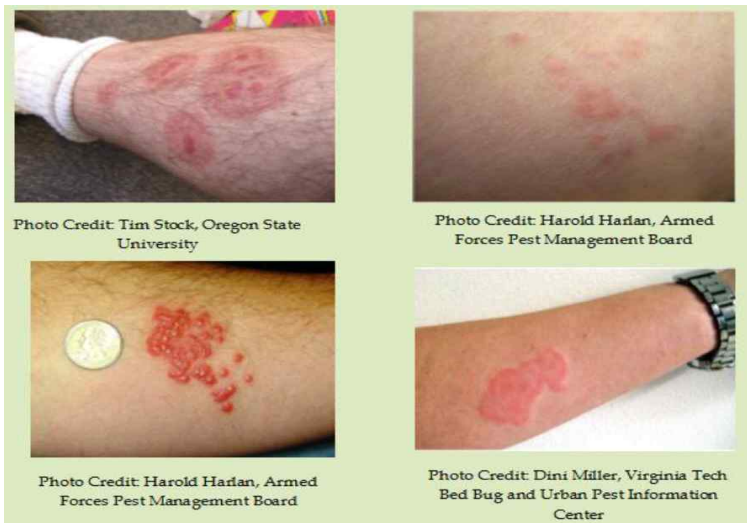 Photo Credit: Tim Stock, Oregon State
University
Photo Credit: Harold Harlan, Armed
Forces Pest Management Board
Photo Credit: Harold Harlan, Armed
Forces Pest Management Board
Photo Credit: Dini Miller, Virginia Tech
Bed Bug and Urban Pest Information
Center